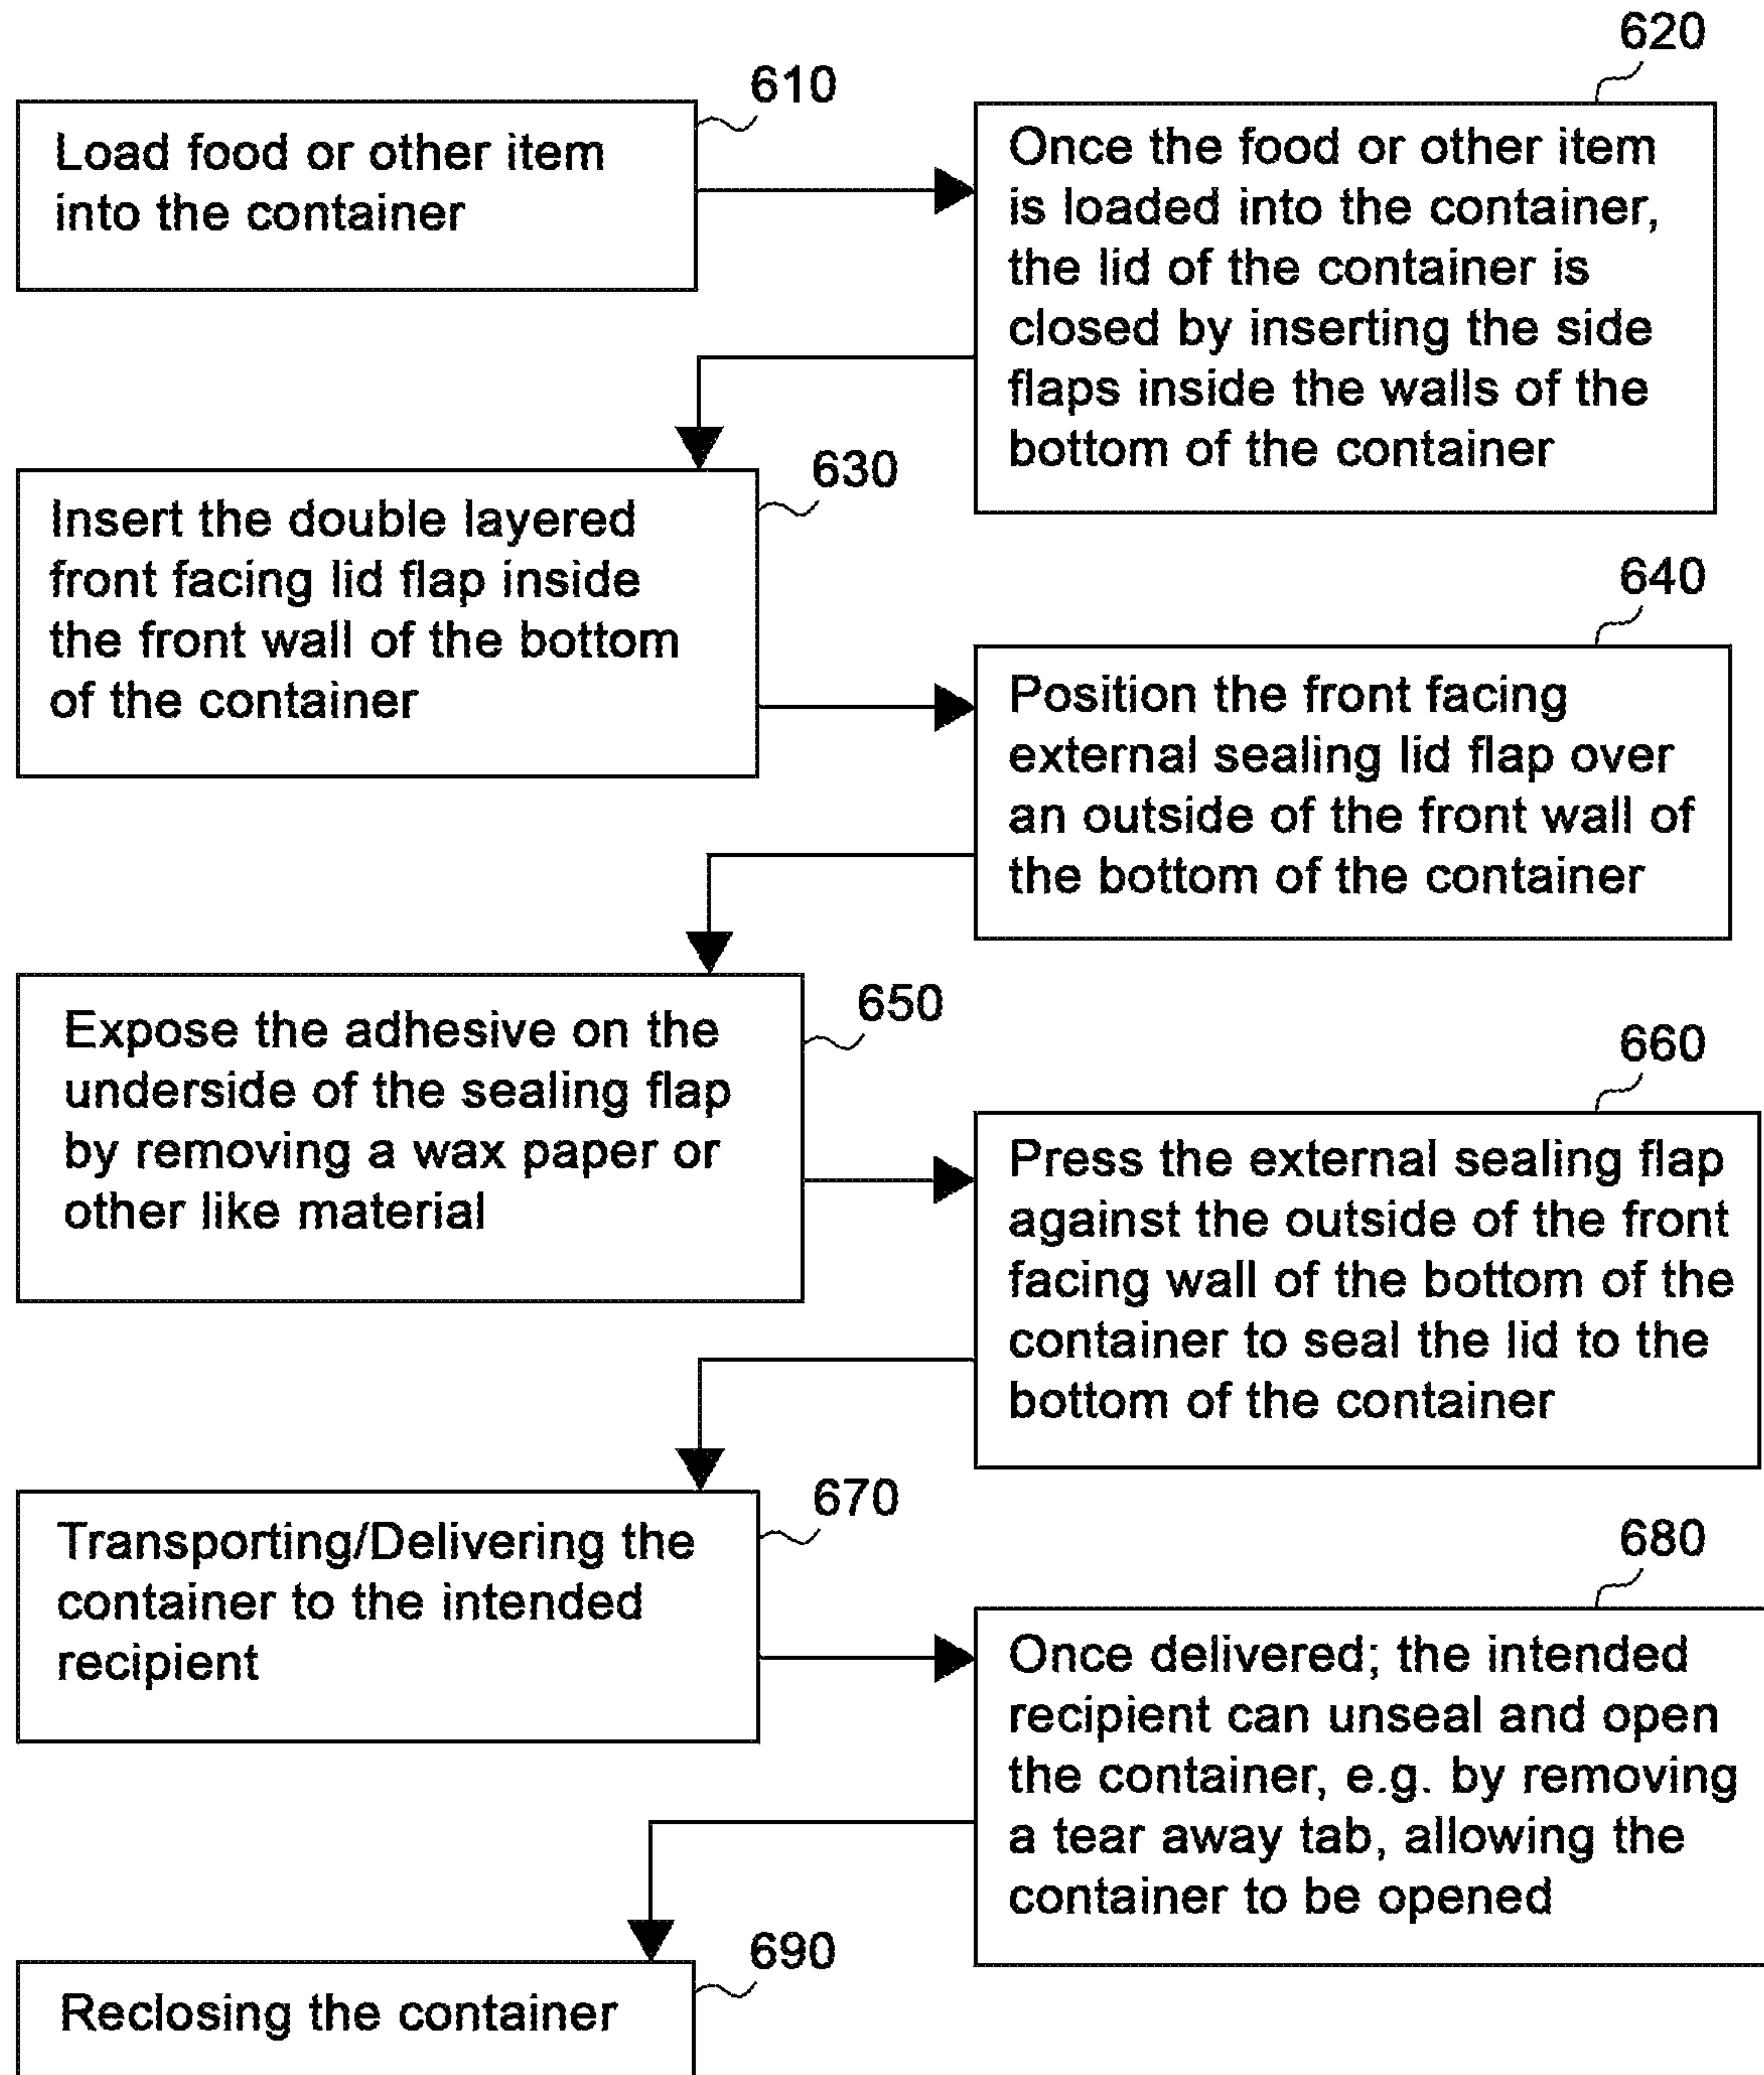 610
Load food or other item
into the container
620
Once the food or other item
is loaded into the container,
the lid of the container is
closed by inserting the side
flaps inside the walls of the
bottom of the container
630
Insert the double layered
front facing lid flap inside
the front wall of the bottom
of the container
640
Position the front facing
external sealing lid flap over
an outside of the front wall of
the bottom of the container
650
Expose the adhesive on the
underside of the sealing flap
by removing a wax paper or
other like material
660
Press the external sealing flap
against the outside of the front
facing wall of the bottom of the
container to seal the lid to the
bottom of the container
670
Transporting/Delivering the
container to the intended
recipient
680
Once delivered; the intended
recipient can unseal and open
the container, e.g. by removing
a tear away tab, allowing the
container to be opened
690
Reclosing the container